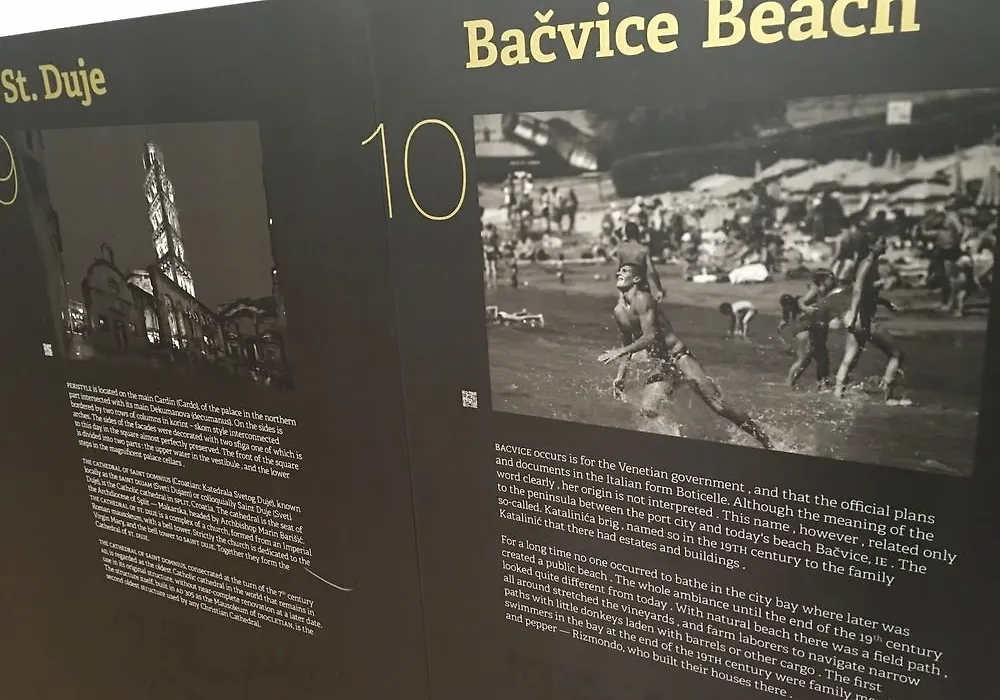 St. Duje
9
PERISTYLE is located on the main Cardin (Cardo), of the palace in the northern
part intersected with its main Dekumanova (decumanus). On the sides is
bordered by two rows of columns in korint - skom style interconnected
arches. The sides of the facades were decorated with two sfiga one of which is
to this day in the square almost perfectly preserved. The front of the square
is divided into two parts : the upper water in the vestibule , and the lower
steps in the magnificent palace cellars .
THE CATHEDRAL OF SAINT DOMNIUS (Croatian: Katedrala Svetog Duje), known
locally as the SAINT DUJAM (Sveti Dujam) or colloquially Saint Duje (Sveti
Duje), is the Catholic cathedral in SPLIT, Croatia. The cathedral is the seat of
the Archdiocese of Split — Makarska, headed by Archbishop Marin Barišić.
THE CATHEDRAL OF ST. DUJE is a complex of a church, formed from an Imperial
Roman mausoleum, with a bell tower. Strictly the church is dedicated to the
Virgin Mary, and the bell tower to SAINT DUJE. Together they form the
Cathedral of ST. DUJE.
THE CATHEDRAL OF SAINT DOMNIUS, consecrated at the turn of the 7th century
AD, is regarded as the oldest Catholic cathedral in the world that remains in
use in its original structure, without near-complete renovation at a later date.
The structure itself, built in AD 305 as the Mausoleum of DIOCLETIAN, is the
second oldest structure used by any Christian Cathedral.
Bačvice Beach
10
BACVICE occurs is for the Venetian government , and that the official plans
and documents in the Italian form Boticelle. Although the meaning of the
word clearly , her origin is not interpreted . This name , however , related only
to the peninsula between the port city and today's beach Bačvice, IE . The
so-called. Katalinića brig , named so in the 19TH century to the family
Katalinić that there had estates and buildings .
For a long time no one occurred to bathe in the city bay where later was
created a public beach . The whole ambiance until the end of the 19th century
looked quite different from today . With natural beach there was a field path ,
all around stretched the vineyards , and farm laborers to navigate narrow
paths with little donkeys laden with barrels or other cargo . The first
swimmers in the bay at the end of the 19TH century were family
and pepper — Rizmondo, who built their houses there .